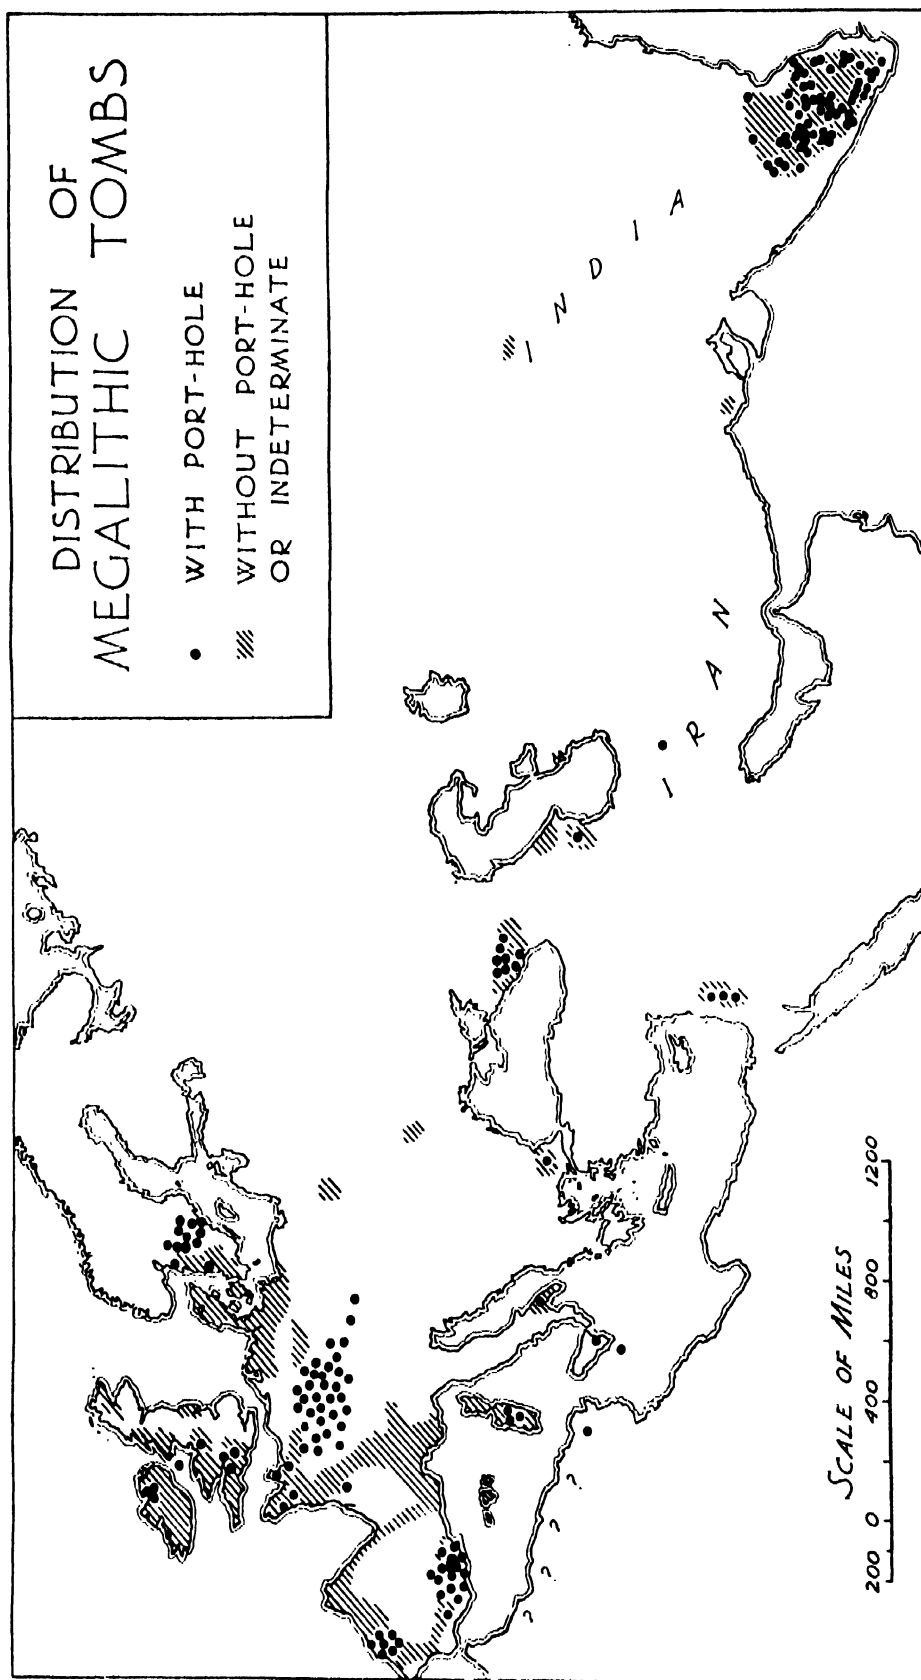 DISTRIBUTION OF
MEGALITHIC TOMBS
WITH PORT-HOLE
WITHOUT PORT-HOLE
OR INDETERMINATE
INDIA
IRAN
SCALE OF MILES
200 0 400 800 1200
? ? ? ?